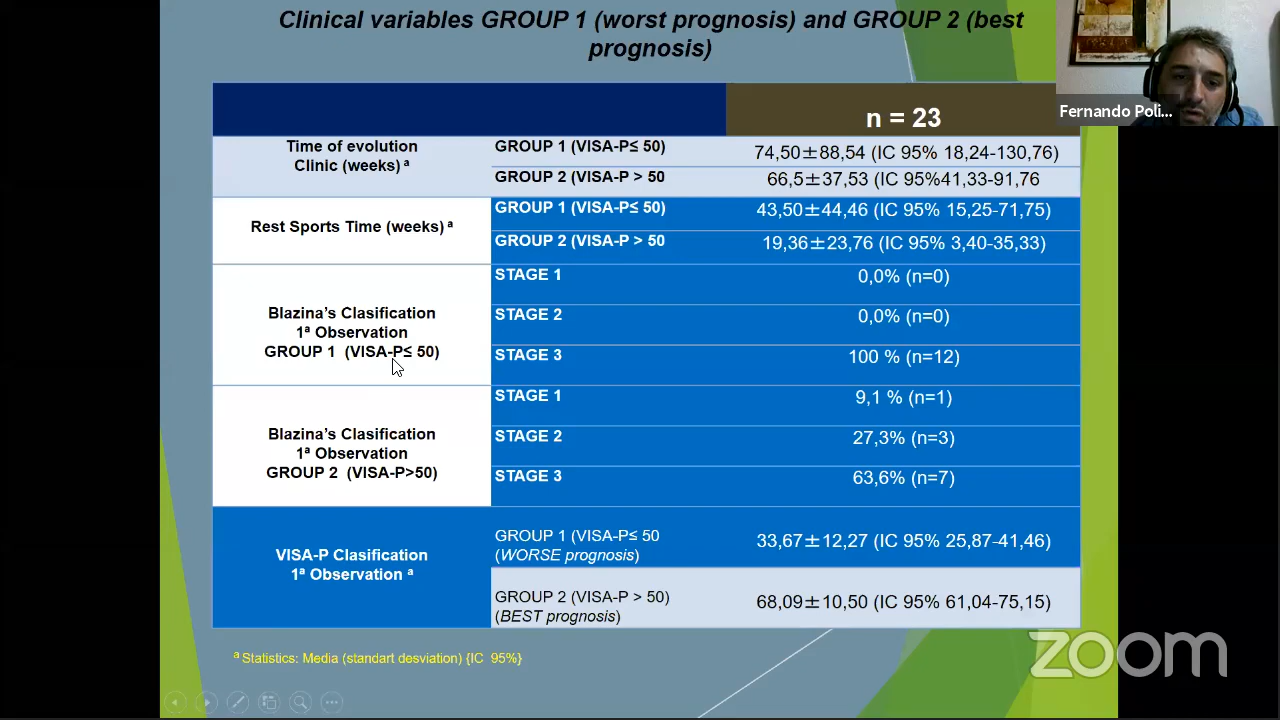 Clinical variables GROUP 1 (worst prognosis) and GROUP 2 (best
prognosis)
n = 23
Fernando Poli...
Time of evolution
Clinic (weeks) ª
GROUP 1 (VISA-P≤ 50)
74,50±88,54 (IC 95% 18,24-130,76)
GROUP 2 (VISA-P > 50
66,5±37,53 (IC 95%41,33-91,76
Rest Sports Time (weeks) ª
GROUP 1 (VISA-P≤ 50)
43,50±44,46 (IC 95% 15,25-71,75)
GROUP 2 (VISA-P > 50
19,36±23,76 (IC 95% 3,40-35,33)
Blazina's Clasification
1ª Observation
GROUP 1 (VISA-P≤ 50)
STAGE 1
0,0% (n=0)
STAGE 2
0,0% (n=0)
STAGE 3
100 % (n=12)
Blazina's Clasification
1ª Observation
GROUP 2 (VISA-P>50)
STAGE 1
9,1 % (n=1)
STAGE 2
27,3% (n=3)
STAGE 3
63,6% (n=7)
VISA-P Clasification
1ª Observation ª
GROUP 1 (VISA-P≤ 50
(WORSE prognosis)
33,67±12,27 (IC 95% 25,87-41,46)
GROUP 2 (VISA-P > 50)
(BEST prognosis)
68,09±10,50 (IC 95% 61,04-75,15)
ª Statistics: Media (standart desviation) {IC 95%}
zoom